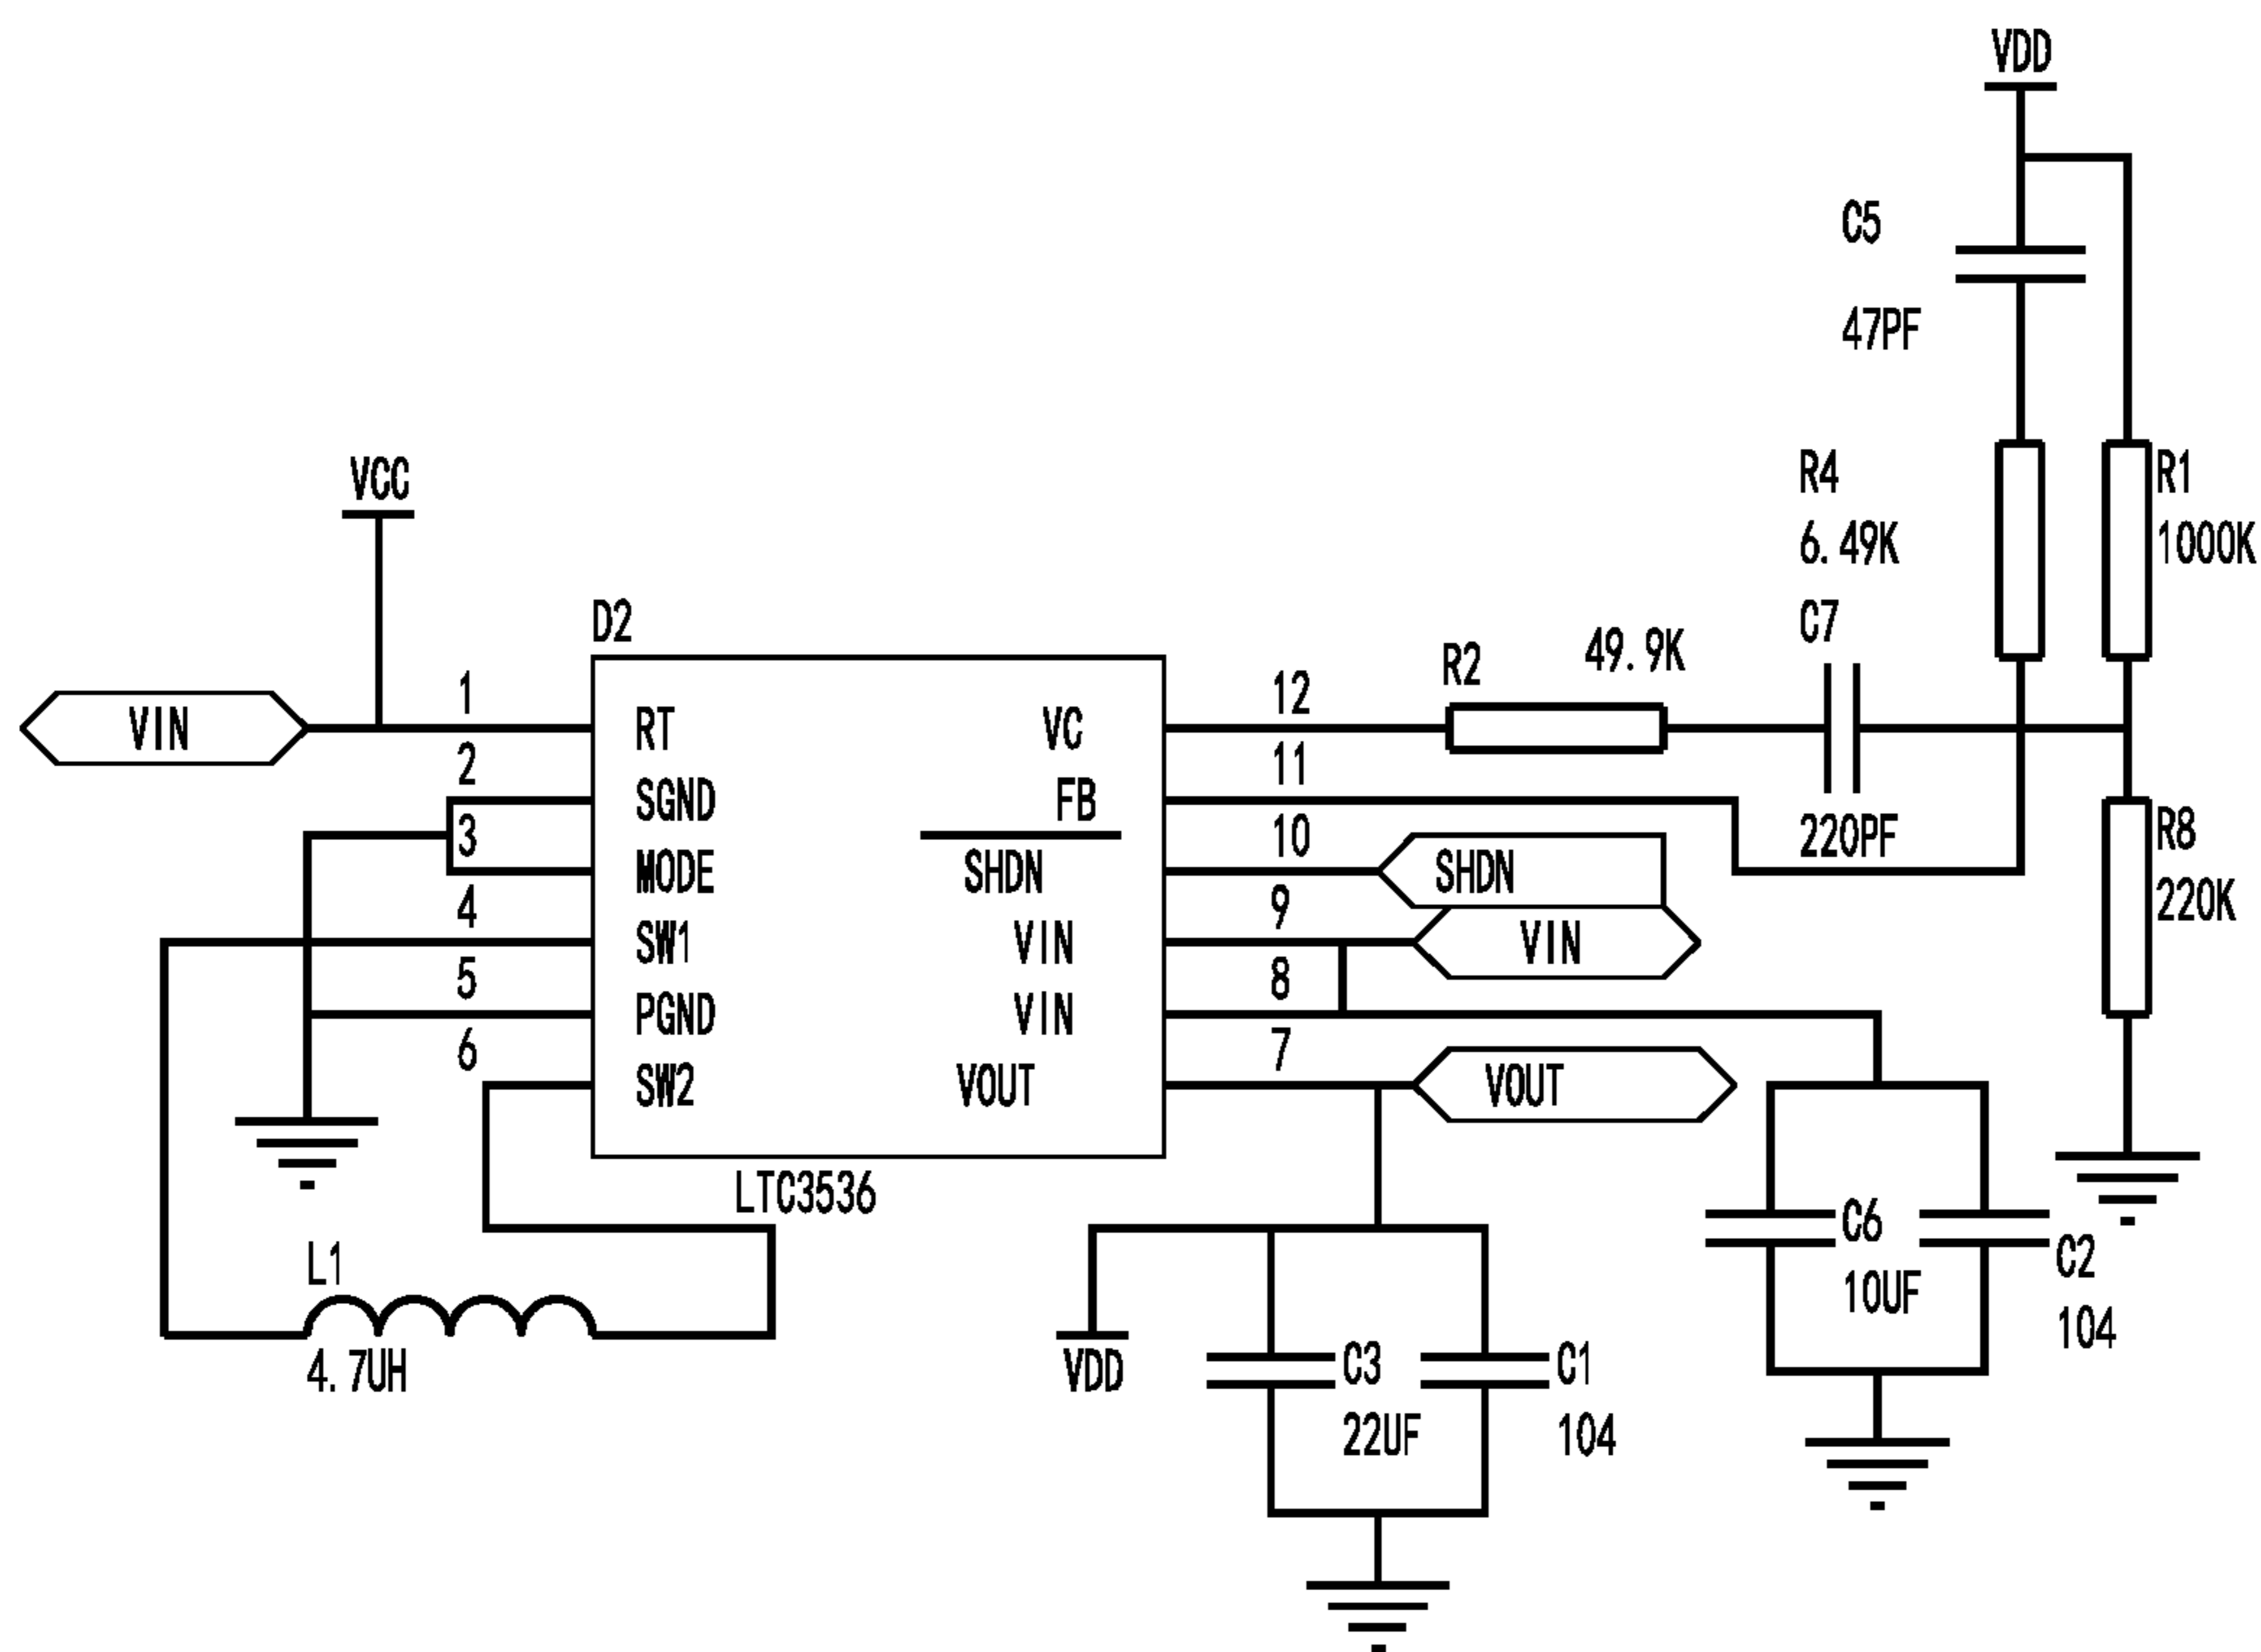 VDD
C5
47PF
VCC
R4
R1
6.49K
1000K
D2
C7
R2
49.9K
VIN
1
RT
VC
12
2
SGND
FB
11
220PF
R8
220K
3
MODE
SHDN
10
SHDN
4
SW1
VIN
9
VIN
5
PGND
VIN
8
6
SW2
VOUT
7
VOUT
LTC3536
L1
4.7UH
C6
10UF
C2
104
VDD
C3
22UF
C1
104